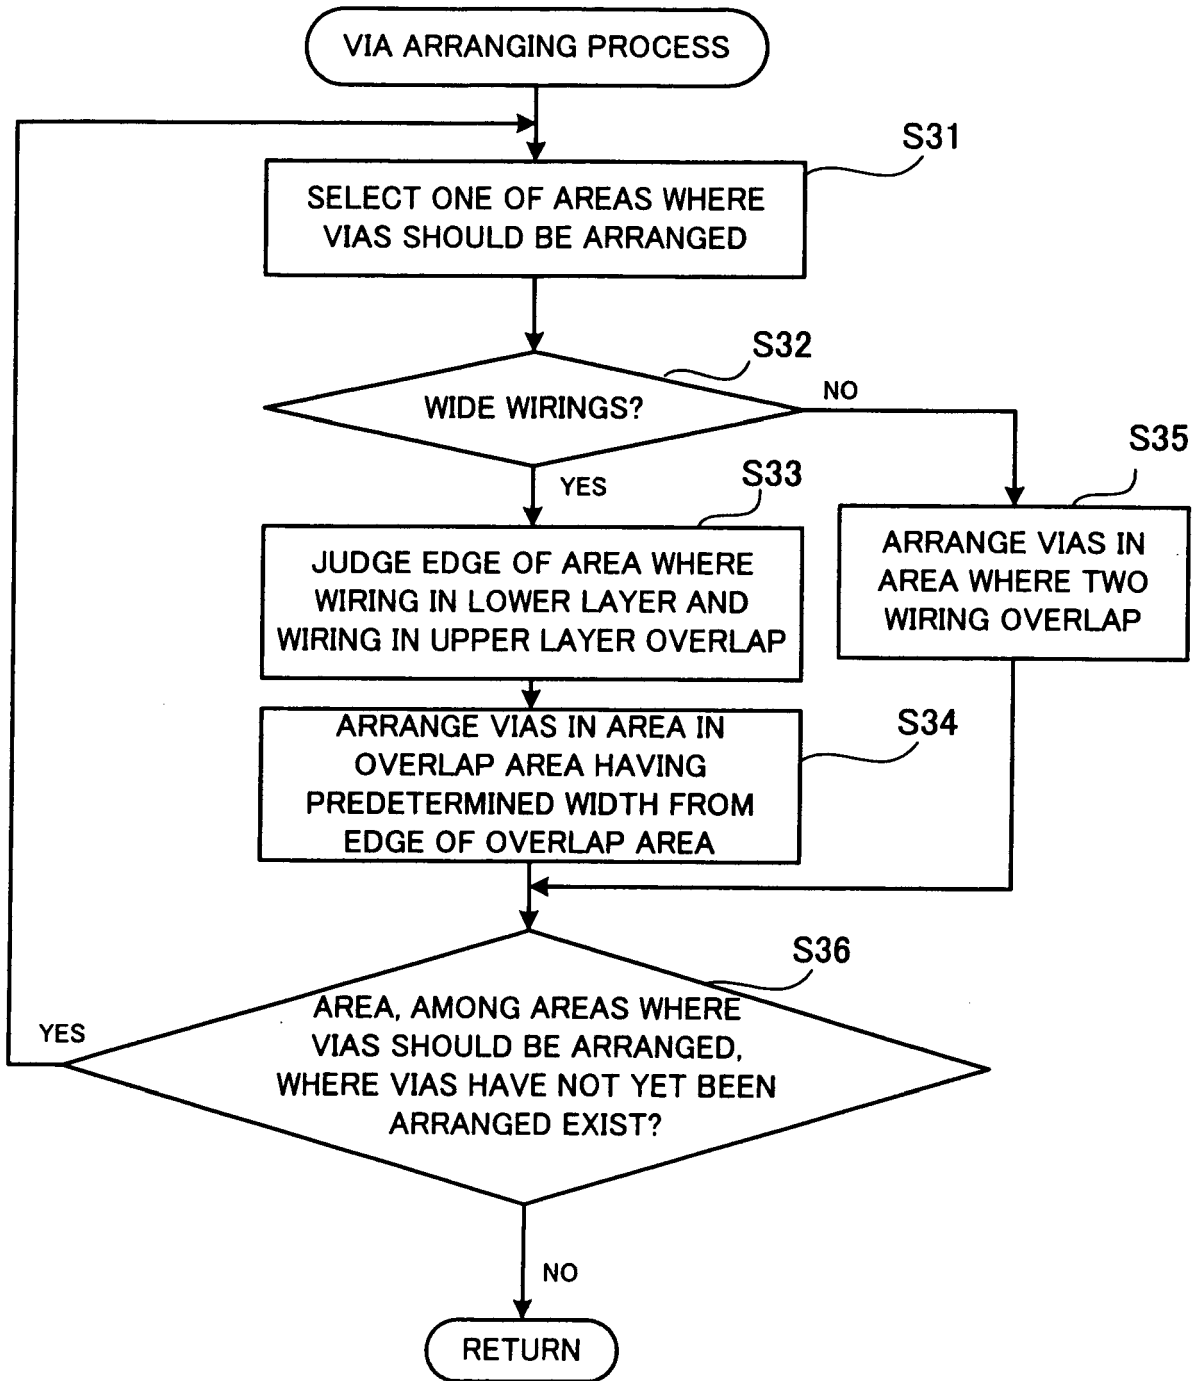 VIA ARRANGING PROCESS
S31
SELECT ONE OF AREAS WHERE
VIAS SHOULD BE ARRANGED
S32
WIDE WIRINGS?
NO
YES
S33
JUDGE EDGE OF AREA WHERE
WIRING IN LOWER LAYER AND
WIRING IN UPPER LAYER OVERLAP
S35
ARRANGE VIAS IN
AREA WHERE TWO
WIRING OVERLAP
S34
ARRANGE VIAS IN AREA IN
OVERLAP AREA HAVING
PREDETERMINED WIDTH FROM
EDGE OF OVERLAP AREA
S36
AREA, AMONG AREAS WHERE
VIAS SHOULD BE ARRANGED,
WHERE VIAS HAVE NOT YET BEEN
ARRANGED EXIST?
YES
NO
RETURN